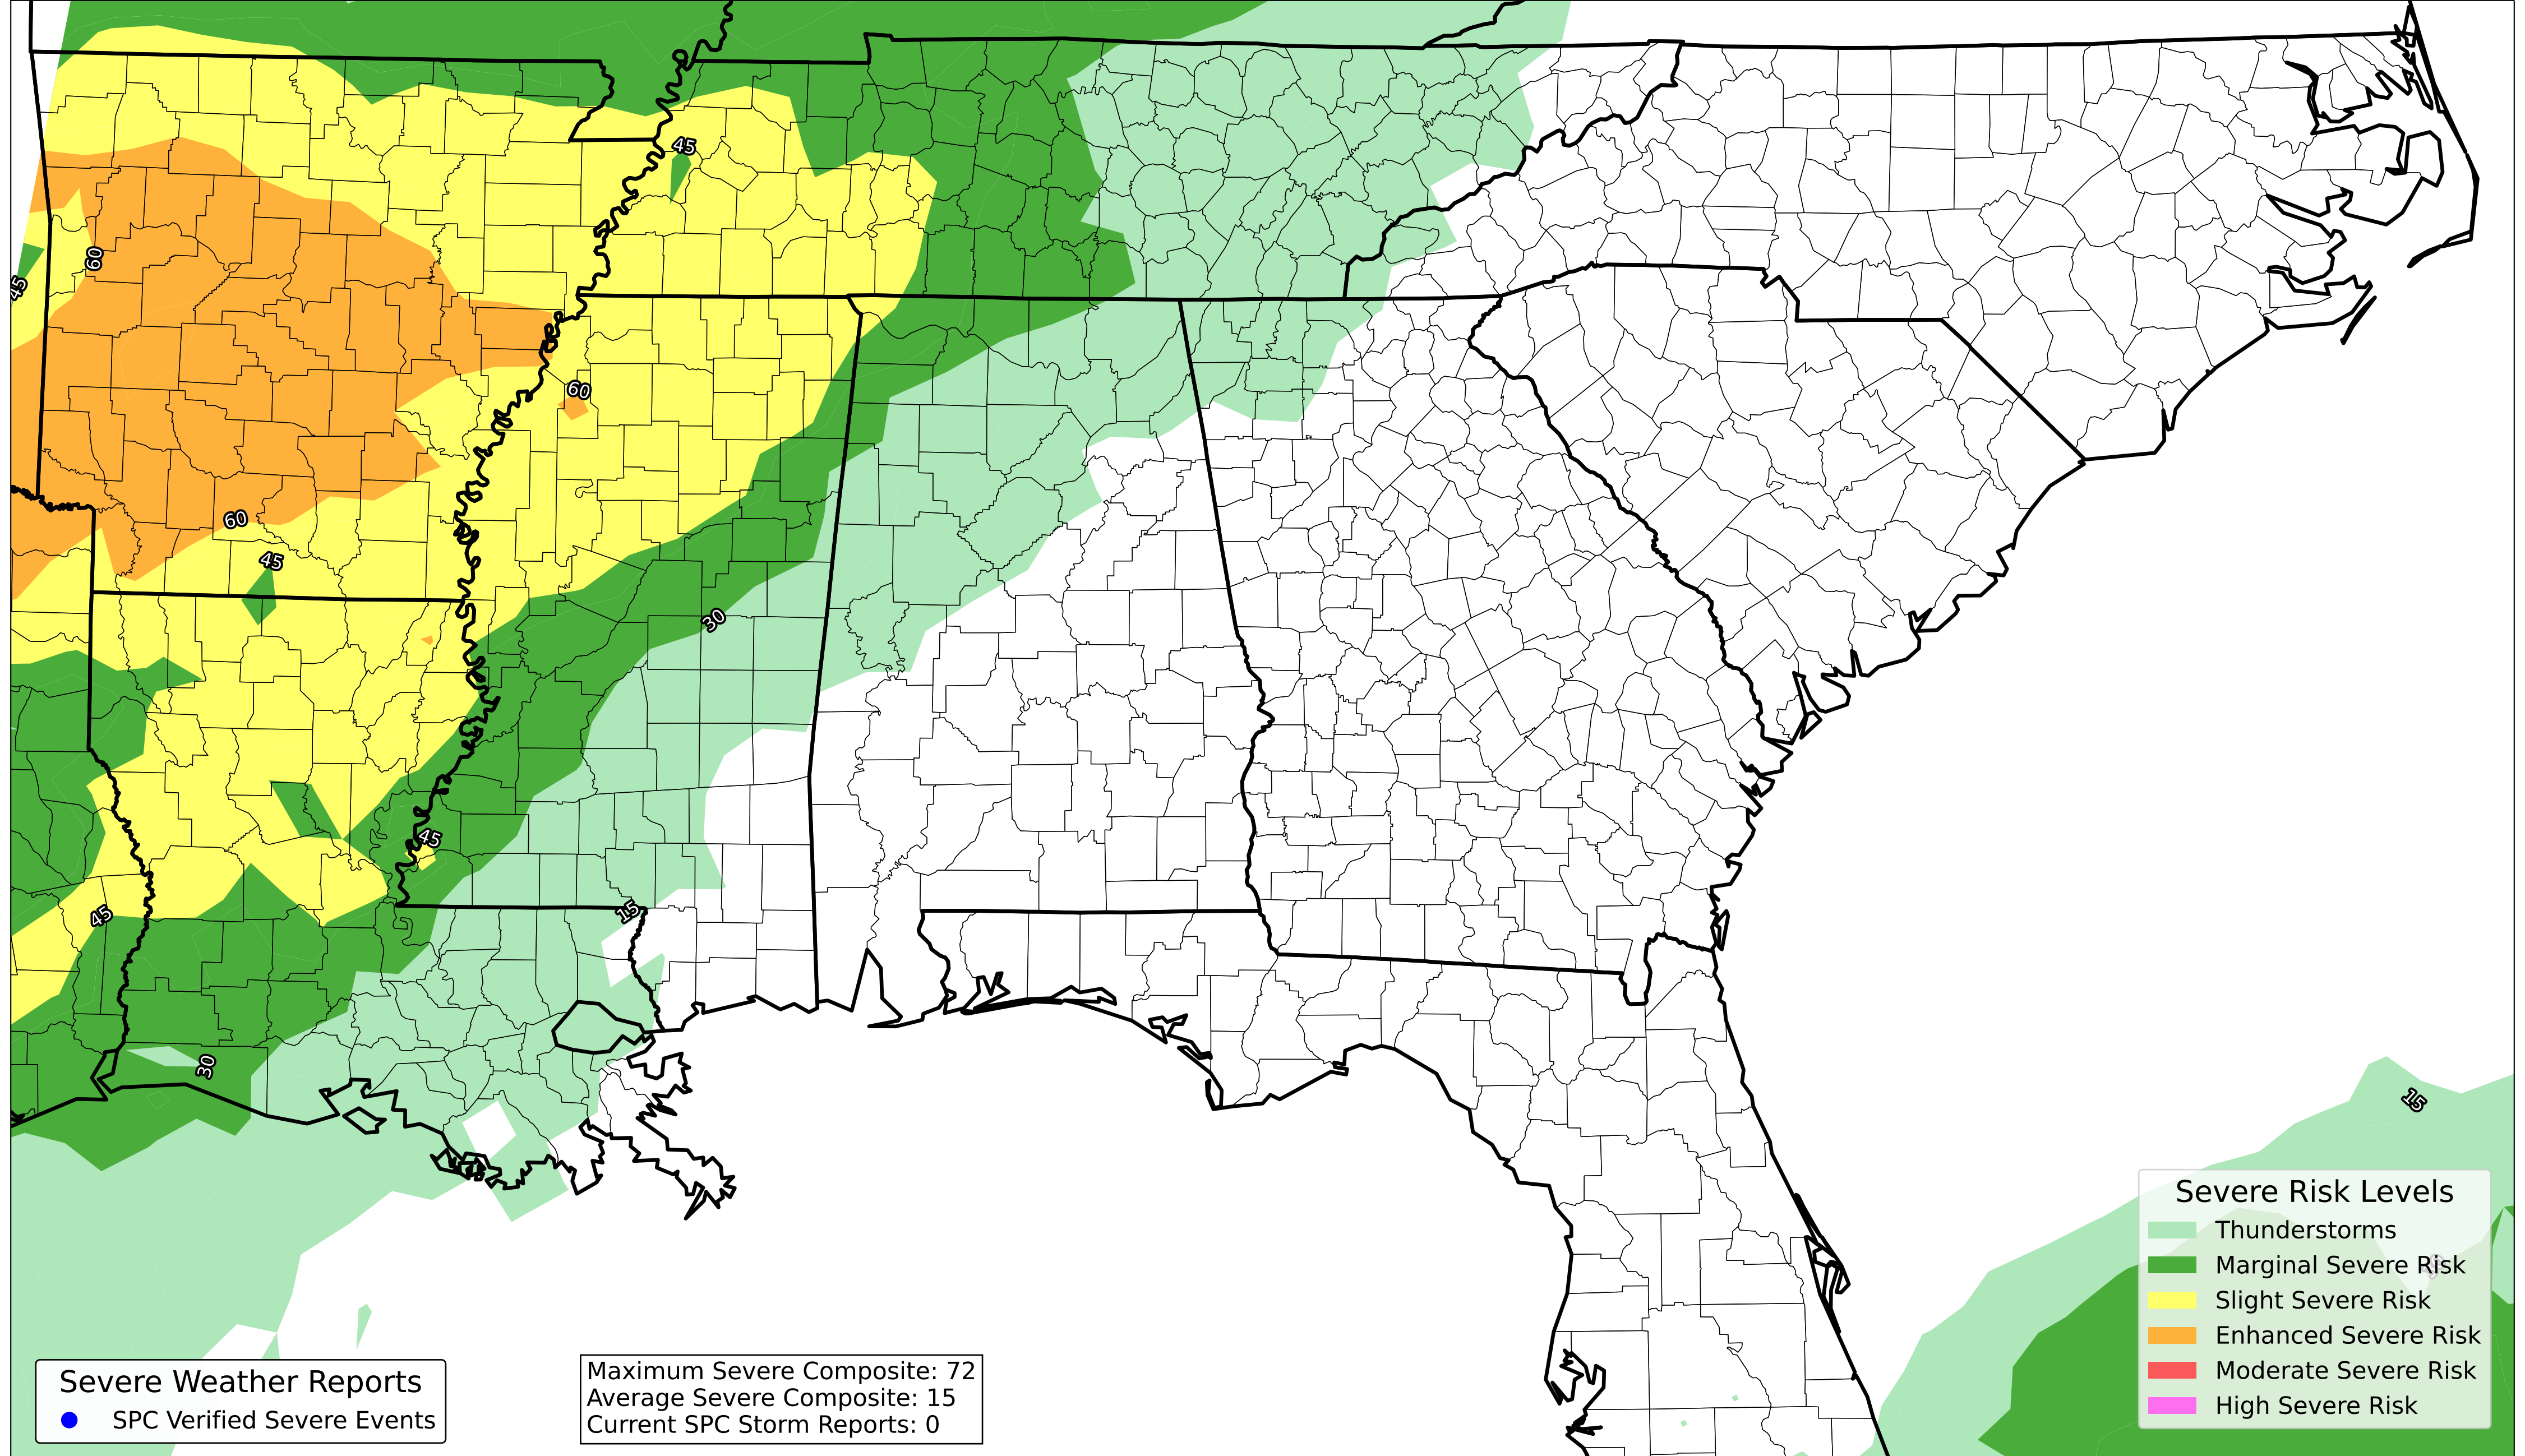 45
60
45
60
60
45
30
45
45
15
30
15
Severe Risk Levels
Thunderstorms
Marginal Severe Risk
Slight Severe Risk
Enhanced Severe Risk
Moderate Severe Risk
High Severe Risk
Severe Weather Reports
SPC Verified Severe Events
Maximum Severe Composite: 72
Average Severe Composite: 15
Current SPC Storm Reports: 0